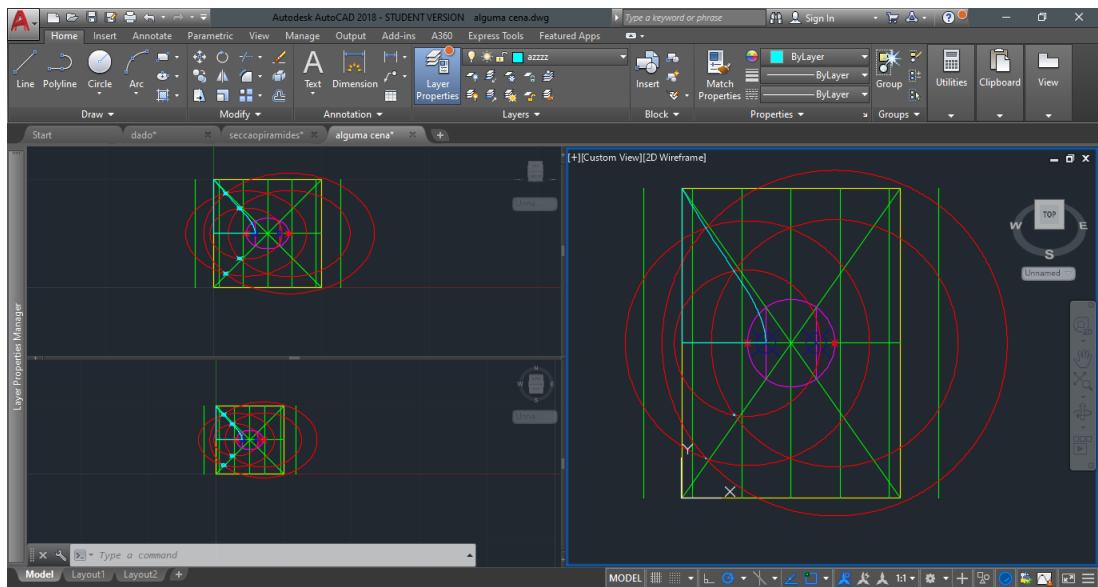 A
Autodesk AutoCAD 2018 - STUDENT VERSION alguma cena.dwg
Type a keyword or phrase
Sign In
Home Insert Annotate Parametric View Manage Output Add-ins A360 Express Tools Featured Apps
azzzz
ByLayer
ByLayer
ByLayer
Line Polyline Circle Arc
A
Text Dimension
Layer Properties
Insert
Match Properties
Group
Utilities
Clipboard
View
Draw Modify Annotation Layers Block Properties Groups
Start dado* seccaopiramides* alguma cena*
[+][Custom View][2D Wireframe]
TOP
W
E
S
Unnamed
Layer Properties Manager
Y
X
Type a command
Model Layout1 Layout2 +
MODEL
1:1